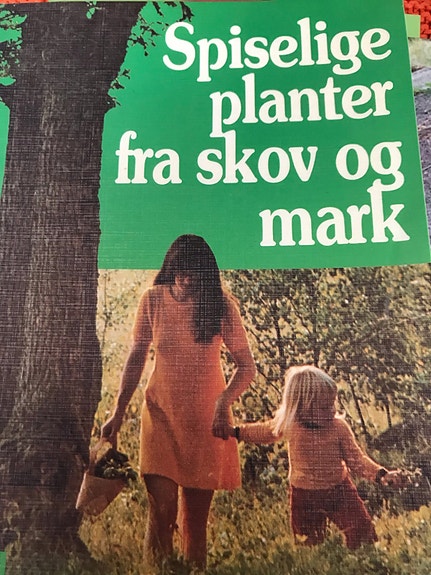 Spiselige
planter
fra skov og
mark